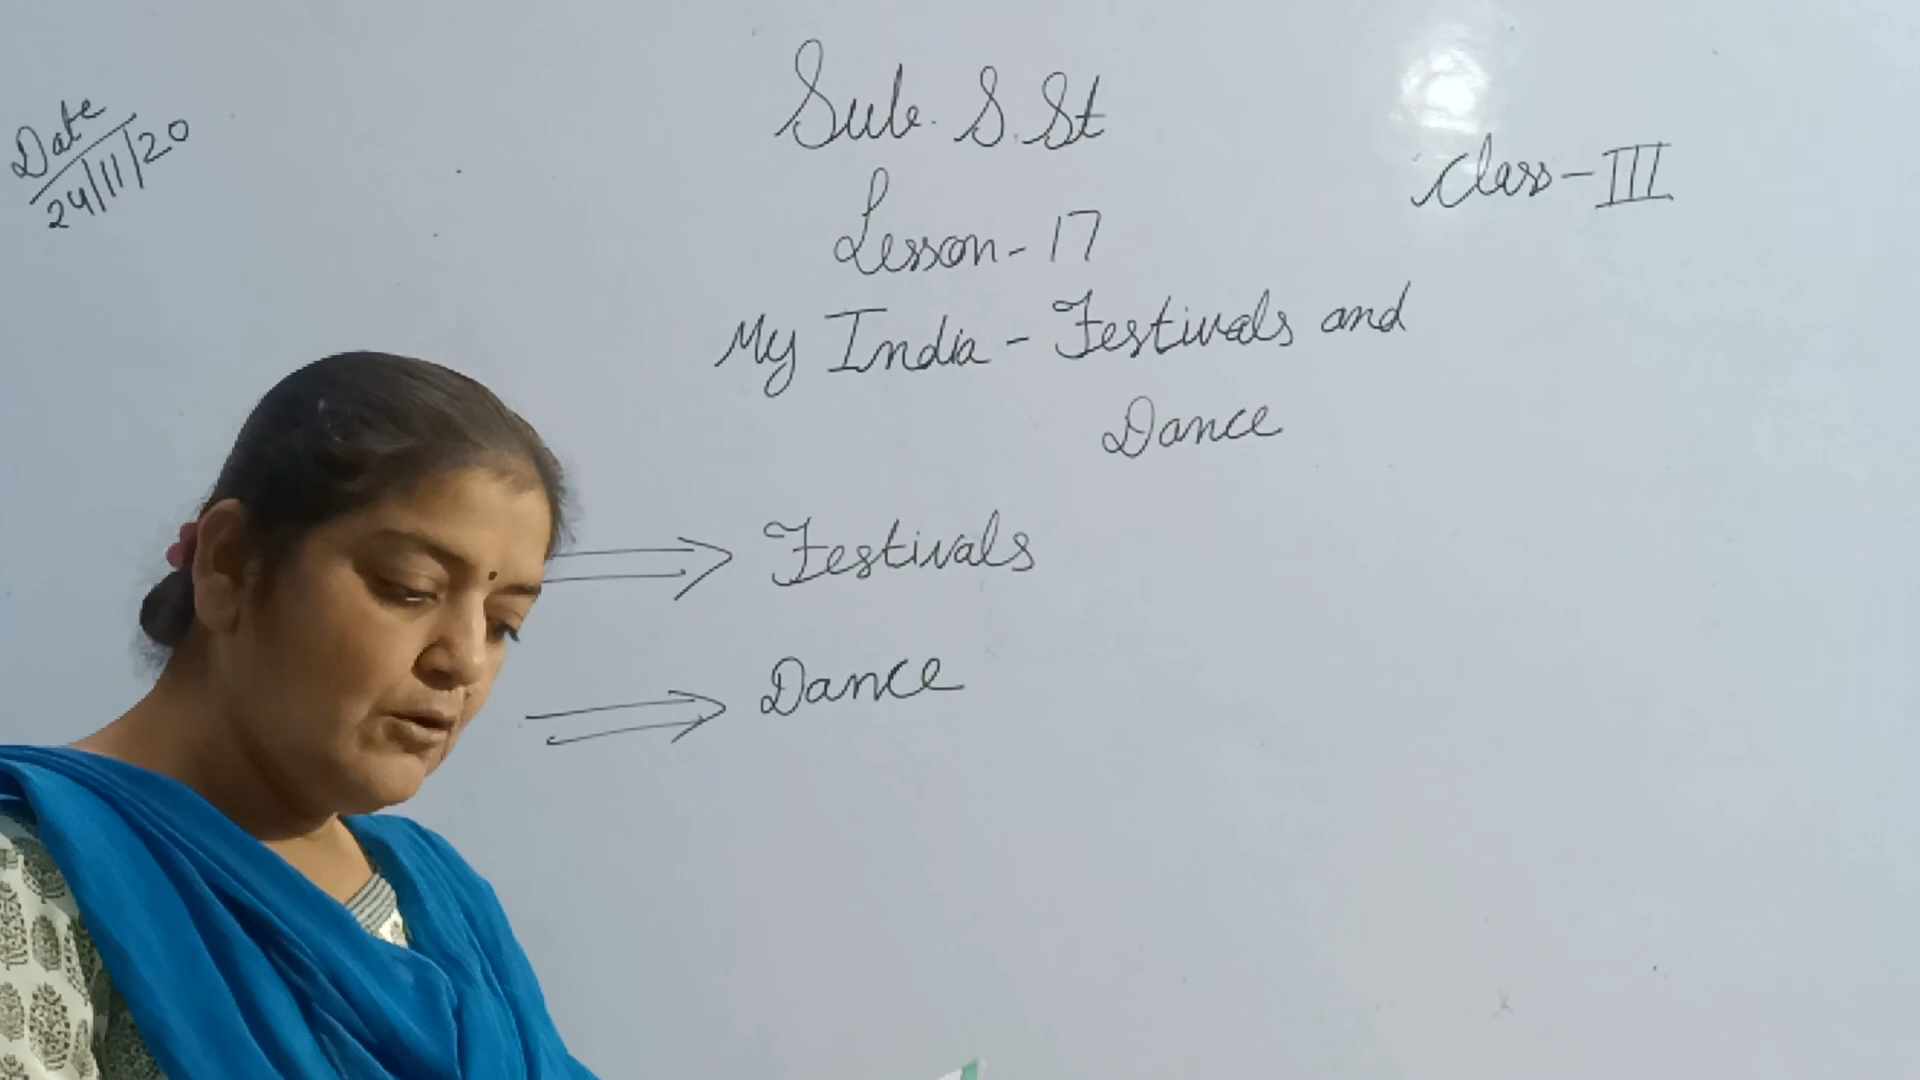 Date
24/11/20
Sub. S.St
Class-III
Lesson-17
My India - Festivals and
Dance
⇒ Festivals
⇒ Dance